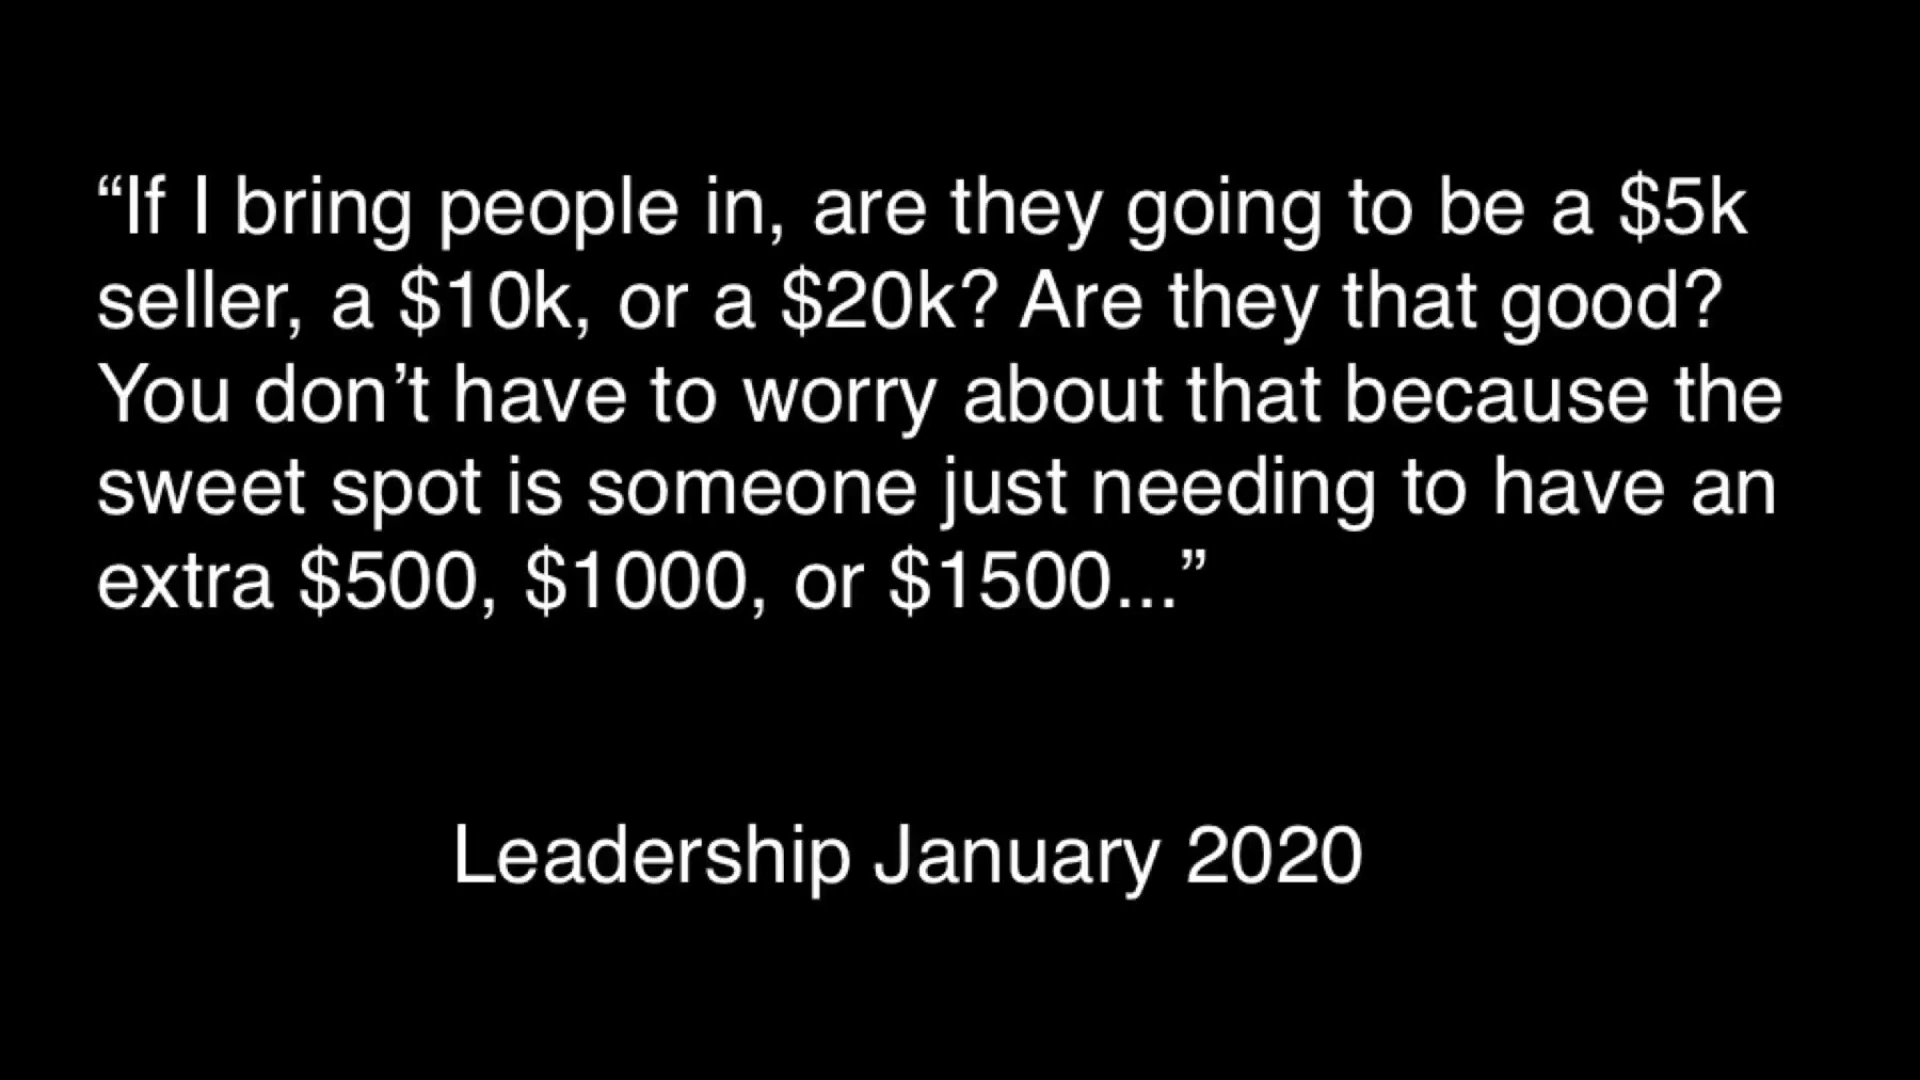 “If I bring people in, are they going to be a $5k
seller, a $10k, or a $20k? Are they that good?
You don’t have to worry about that because the
sweet spot is someone just needing to have an
extra $500, $1000, or $1500...”
Leadership January 2020